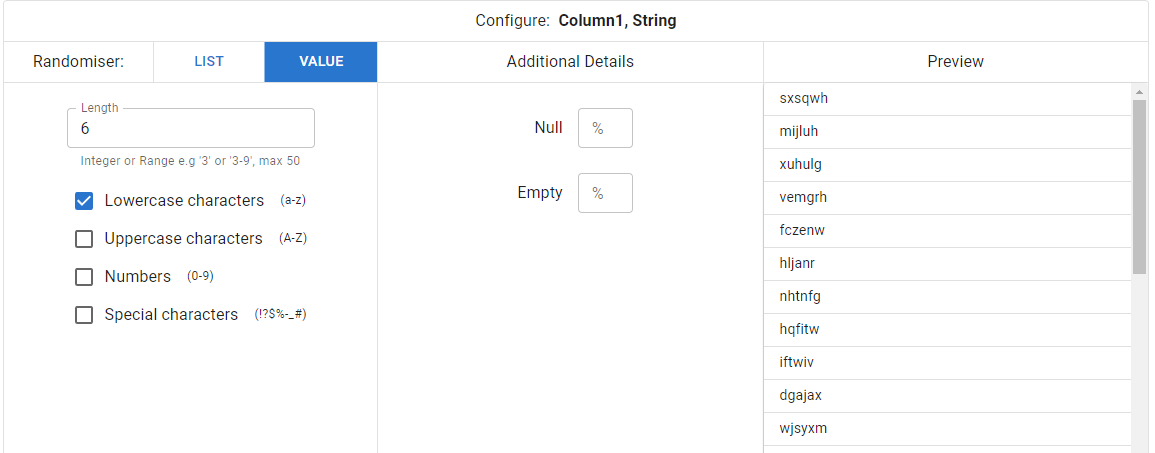 Configure: Column1, String
Randomiser: LIST VALUE Additional Details Preview
Length
6
Integer or Range e.g '3' or '3-9', max 50
Lowercase characters (a-z)
Uppercase characters (A-Z)
Numbers (0-9)
Special characters (!?$%-_#)
Null %
Empty %
sxsqwh
mijluh
xuhulg
vemgrh
fczenw
hljanr
nhtnfg
hqfitw
iftwiv
dgajax
wjsyxm